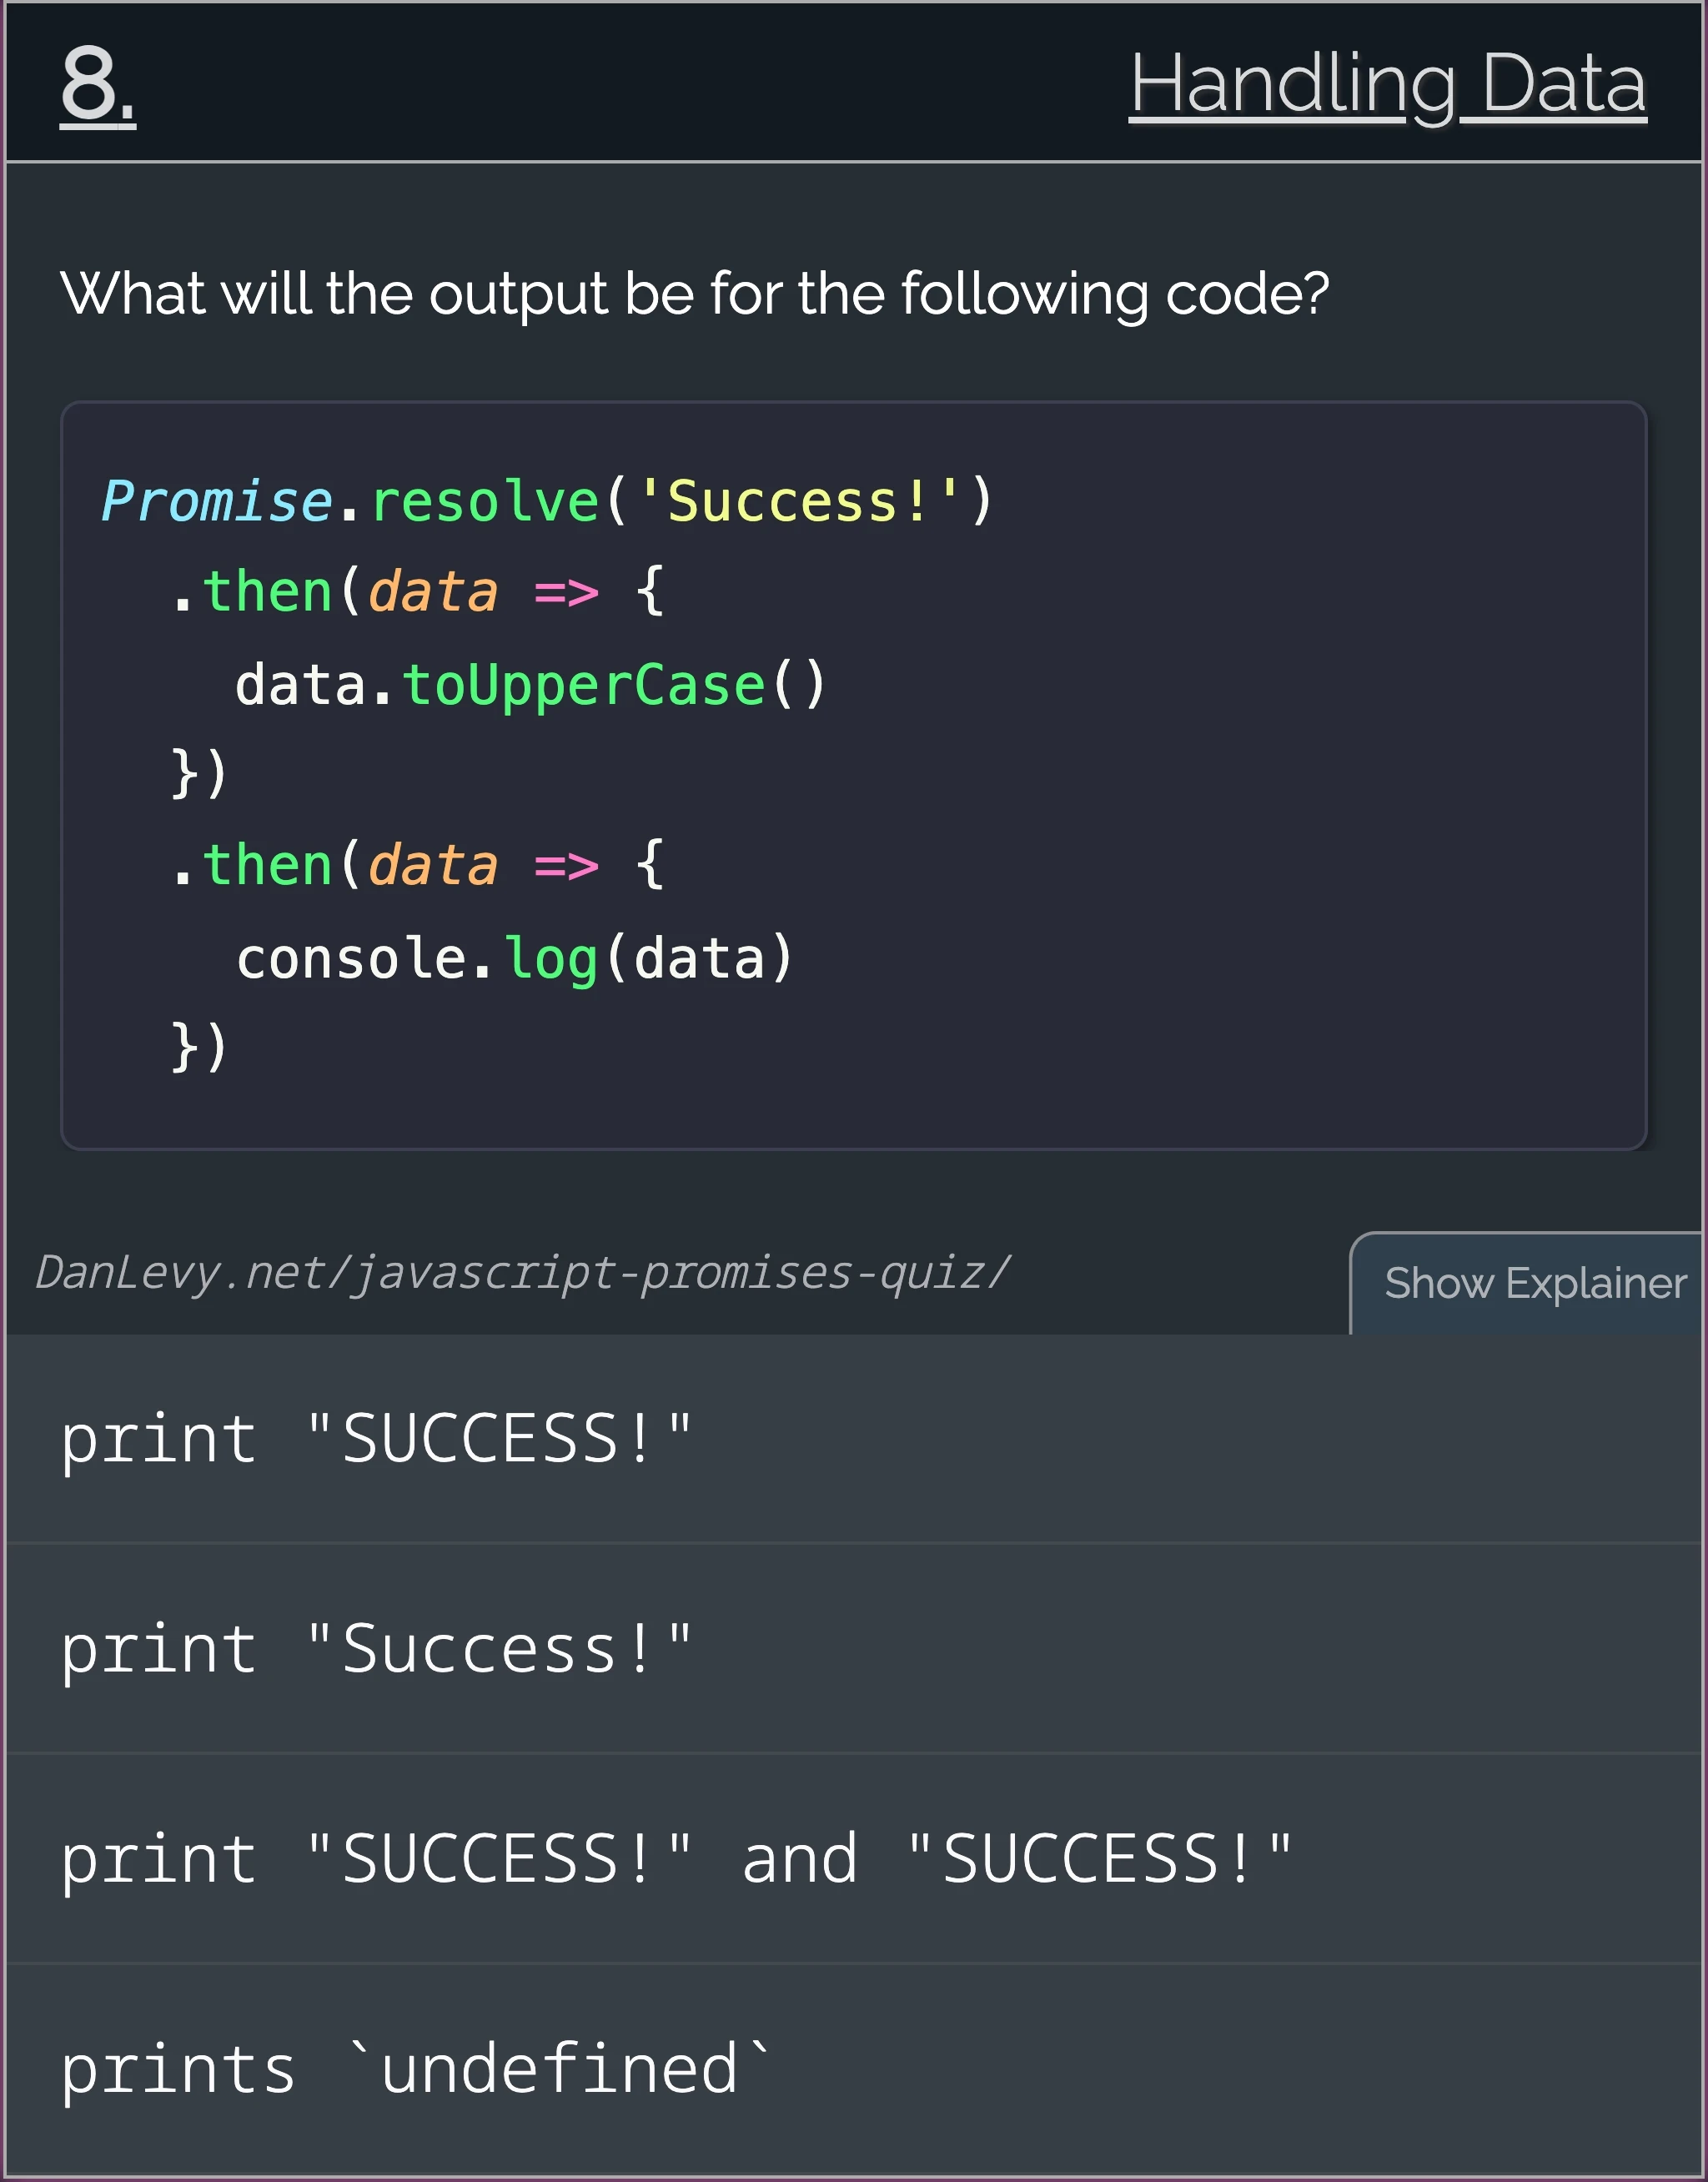 8.
Handling Data
What will the output be for the following code?
Promise.resolve('Success!')
  .then(data => {
    data.toUpperCase()
  })
  .then(data => {
    console.log(data)
  })
DanLevy.net/javascript-promises-quiz/
Show Explainer
print "SUCCESS!"
print "Success!"
print "SUCCESS!" and "SUCCESS!"
prints `undefined`